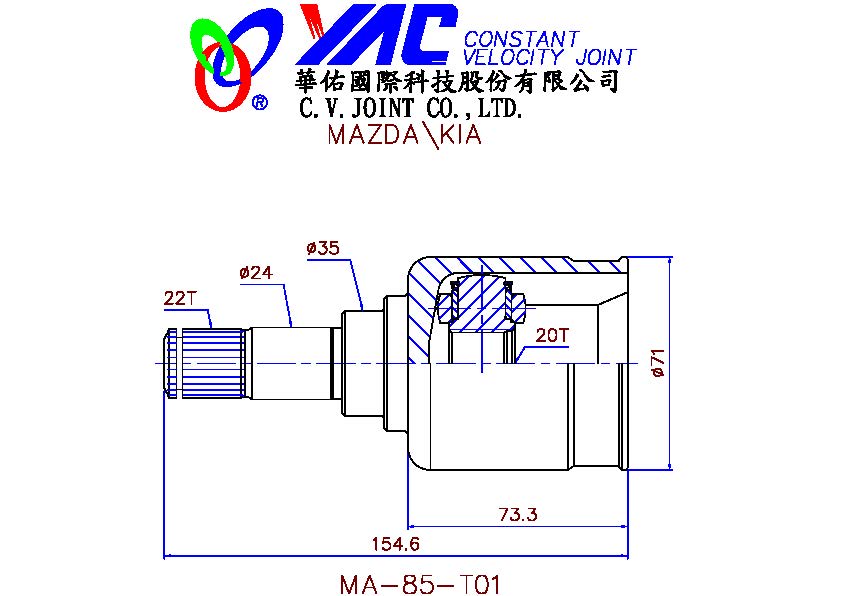 YAC CONSTANT
VELOCITY JOINT
®
華佑國際科技股份有限公司
C.V.JOINT CO.,LTD.
MAZDA\KIA
ø35
ø24
22T
20T
ø71
73.3
154.6
MA-85-T01